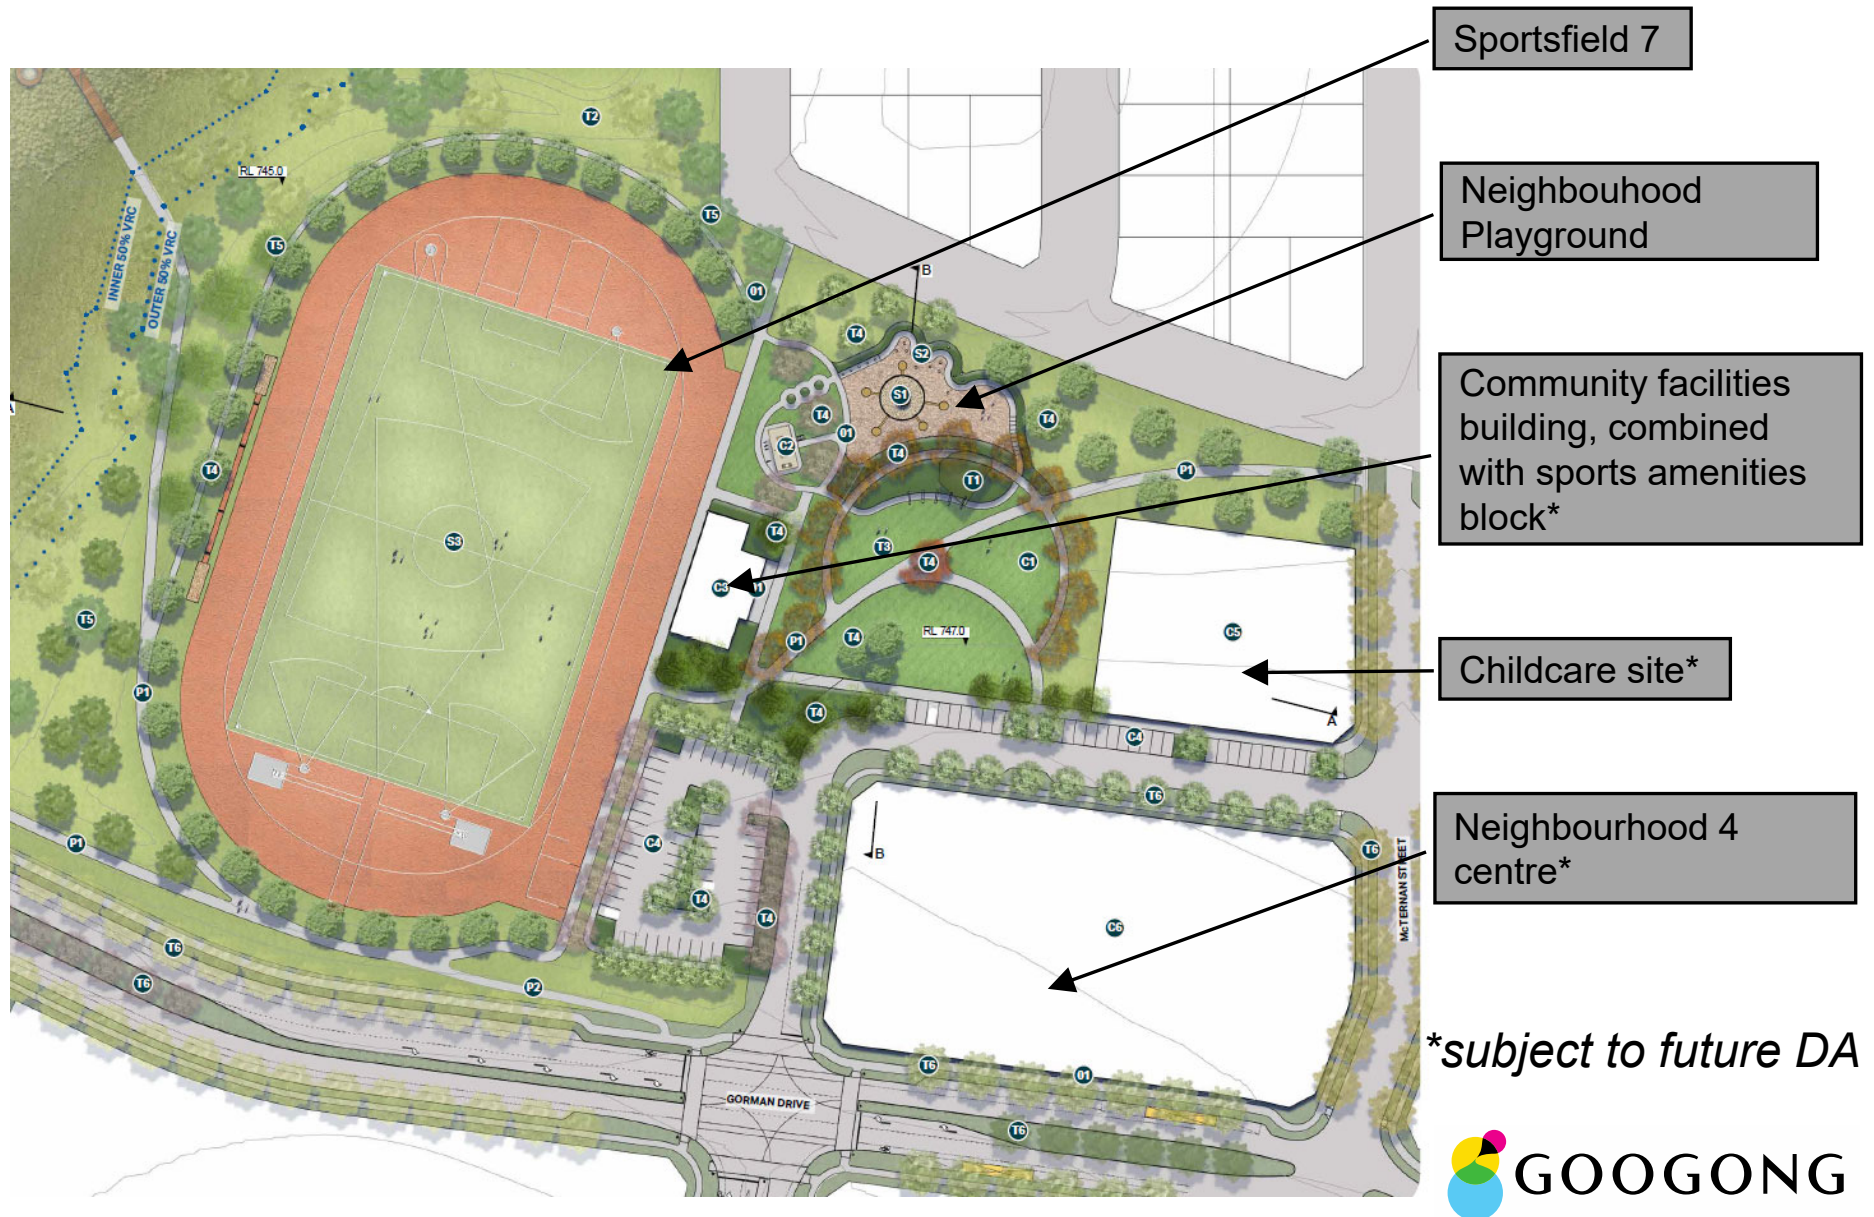 Sportsfield 7
Neighbouhood
Playground
Community facilities
building, combined
with sports amenities
block*
Childcare site*
Neighbourhood 4
centre*
*subject to future DA
GOOGONG
T2
RL 745.0
INNER 50% VRC
OUTER 50% VRC
T5
T5
01
B
T4
S2
S1
T4
T4
C2
01
T4
T1
P1
A
T4
S3
T4
T3
T4
C1
C3
01
T5
P1
T4
RL 747.0
C5
P1
T4
A
C4
T6
P1
C4
B
T6
McTERNAN STREET
T4
T4
C6
T6
T6
P2
T6
01
GORMAN DRIVE
T6